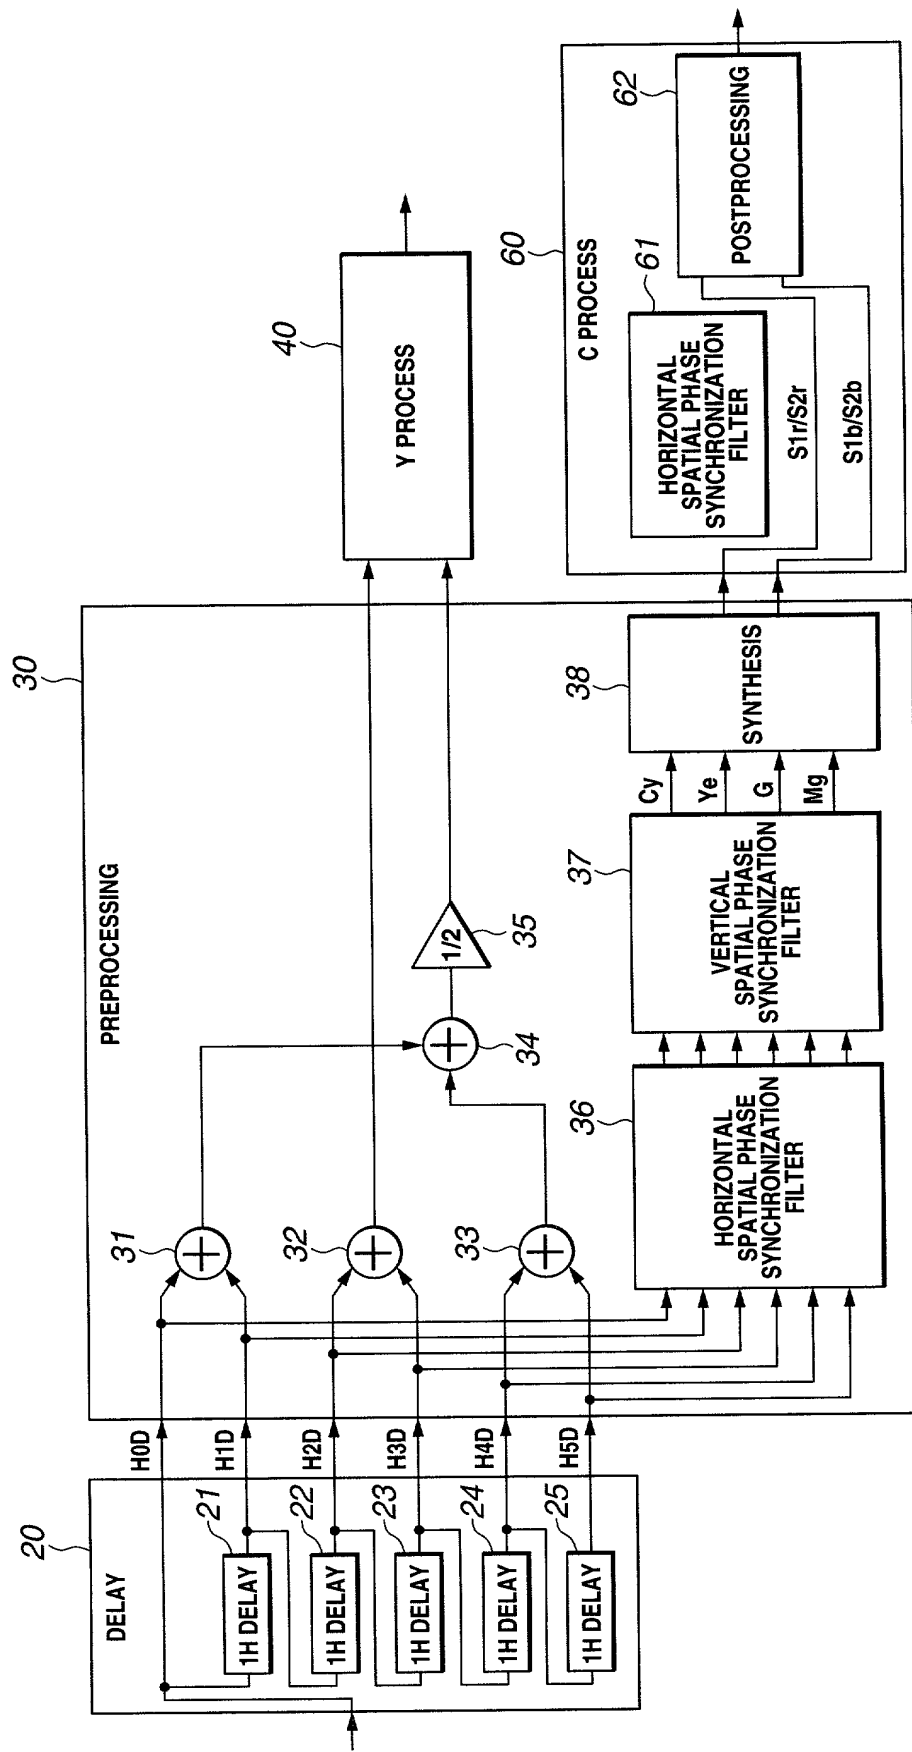 20
DELAY
21
1H DELAY
22
1H DELAY
23
1H DELAY
24
1H DELAY
25
1H DELAY
H0D
H1D
H2D
H3D
H4D
H5D
30
PREPROCESSING
31
32
33
34
1/2
35
36
HORIZONTAL
SPATIAL PHASE
SYNCHRONIZATION
FILTER
37
VERTICAL
SPATIAL PHASE
SYNCHRONIZATION
FILTER
Cy
Ye
G
Mg
38
SYNTHESIS
40
Y PROCESS
60
C PROCESS
61
HORIZONTAL
SPATIAL PHASE
SYNCHRONIZATION
FILTER
S1r/S2r
S1b/S2b
62
POSTPROCESSING